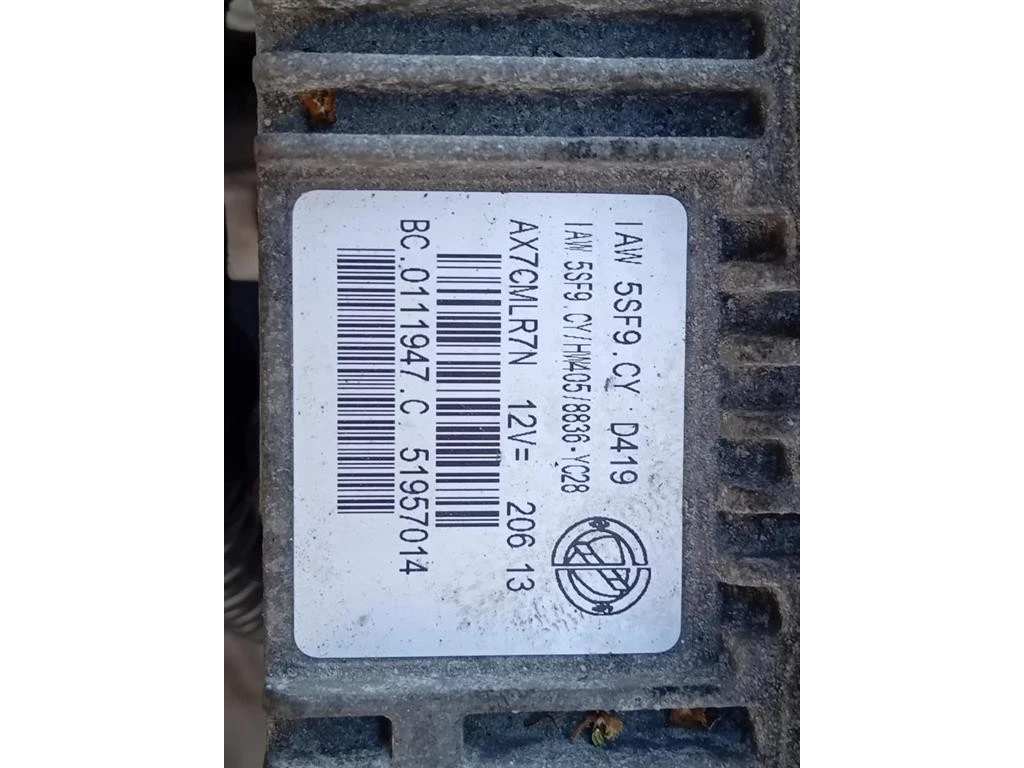 IAW 5SF9.CY·D419
IAW 5SF9.CY/HW405/8836-YC28
AX7CMLR7N 12V= 206 13
BC.0111947.C 51957014